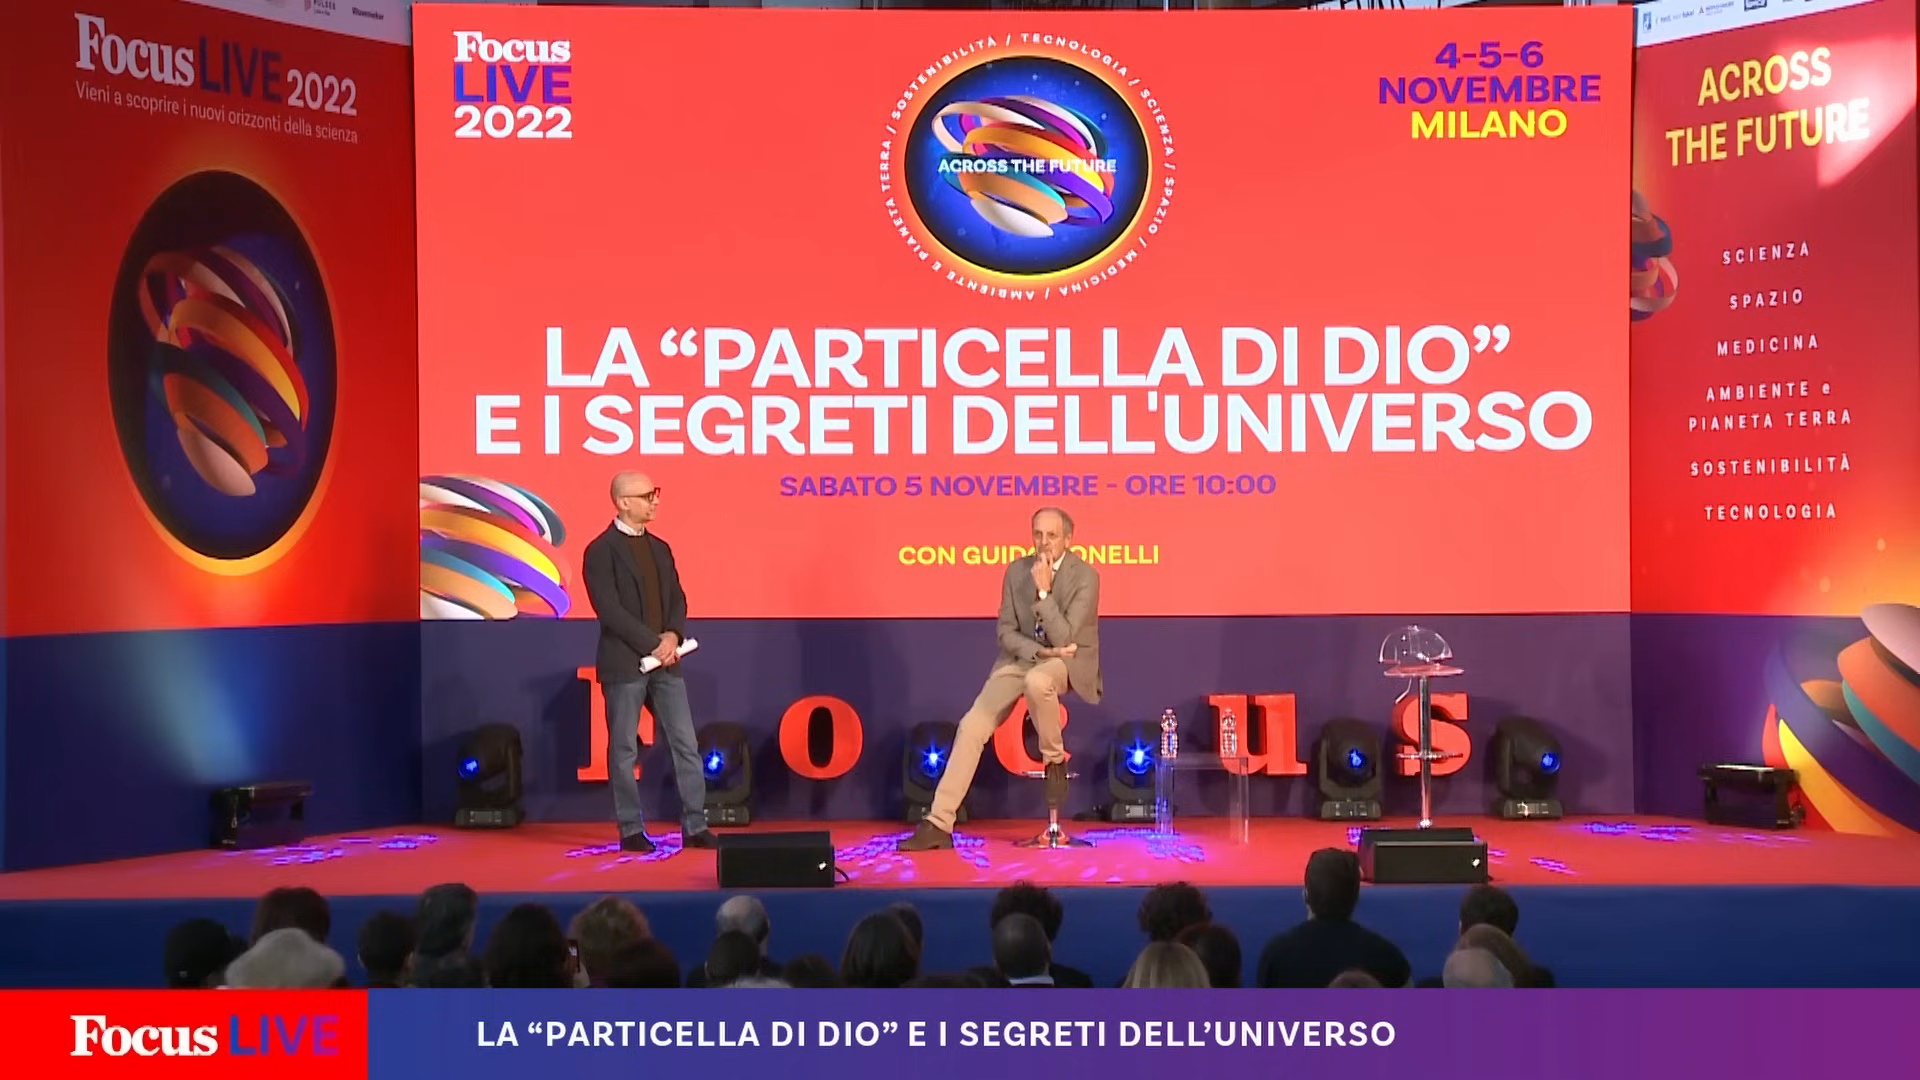 Focus LIVE 2022
Vieni a scoprire i nuovi orizzonti della scienza
Focus
LIVE
2022
SOSTENIBILITÀ / TECNOLOGIA / SCIENZA / SPAZIO / MEDICINA / AMBIENTE E PIANETA TERRA /
ACROSS THE FUTURE
4-5-6
NOVEMBRE
MILANO
LA “PARTICELLA DI DIO”
E I SEGRETI DELL'UNIVERSO
SABATO 5 NOVEMBRE - ORE 10:00
CON
ACROSS
THE FUTURE
SCIENZA
SPAZIO
MEDICINA
AMBIENTE e
PIANETA TERRA
SOSTENIBILITÀ
TECNOLOGIA
Focus
Focus LIVE
LA “PARTICELLA DI DIO” E I SEGRETI DELL’UNIVERSO